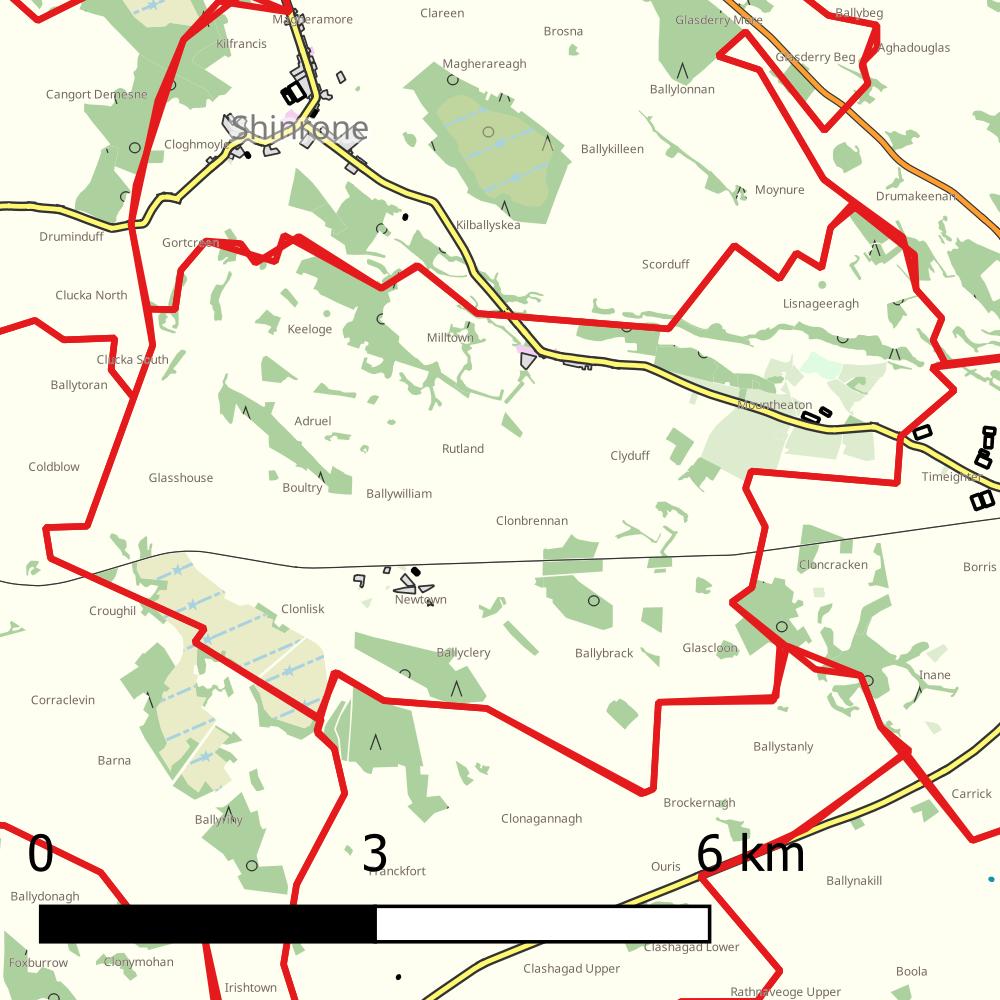 Magheramore
Clareen
Ballybeg
Glasderry More
Brosna
Kilfrancis
Aghadouglas
Glasderry Beg
Magherareagh
Ballylonnan
Cangort Demesne
Shinrone
Cloghmoyle
Ballykilleen
Moynure
Drumakeenan
Kilballyskea
Druminduff
Gortcreen
Scorduff
Clucka North
Lisnageeragh
Keeloge
Milltown
Clucka South
Ballytoran
Mountheaton
Adruel
Rutland
Clyduff
Coldblow
Glasshouse
Timeighter
Boultry
Ballywilliam
Clonbrennan
Cloncracken
Borris
Newtown
Croughil
Clonlisk
Ballyclery
Ballybrack
Glascloon
Inane
Corraclevin
Ballystanly
Barna
Carrick
Brockernagh
Ballyrihy
Clonagannagh
0 3 6 km
Franckfort
Ouris
Ballynakill
Ballydonagh
Clashagad Lower
Foxburrow
Clonymohan
Clashagad Upper
Boola
Irishtown
Rathnaveoge Upper